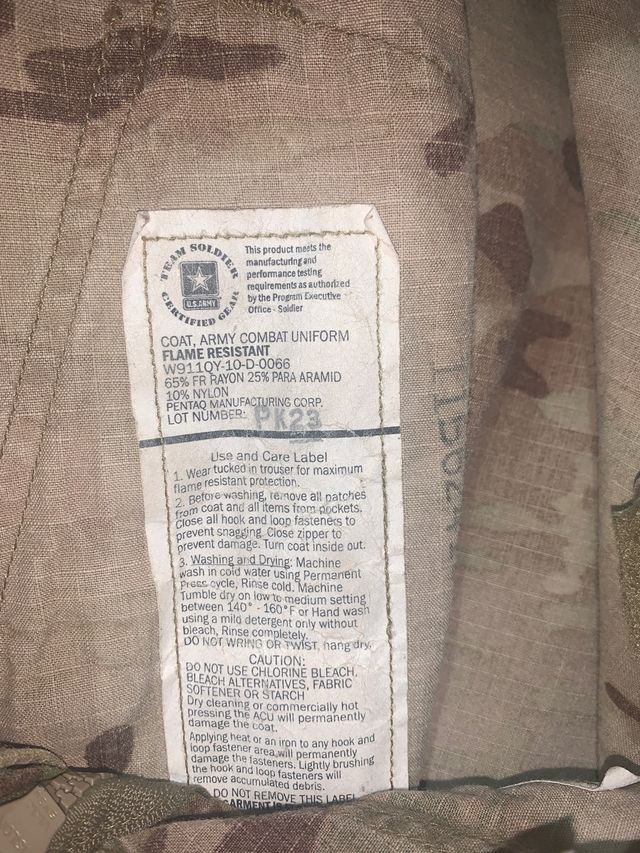 TEAM SOLDIER
CERTIFIED GEAR
U.S. ARMY
This product meets the
manufacturing and
performance testing
requirements as authorized
by the Program Executive
Office - Soldier
COAT, ARMY COMBAT UNIFORM
FLAME RESISTANT
W911QY-10-D-0066
65% FR RAYON 25% PARA ARAMID
10% NYLON
PENTAQ MANUFACTURING CORP.
LOT NUMBER: PK23
Use and Care Label
1. Wear tucked in trouser for maximum
flame resistant protection.
2. Before washing, remove all patches
from coat and all items from pockets.
Close all hook and loop fasteners to
prevent snagging. Close zipper to
prevent damage. Turn coat inside out.
3. Washing and Drying: Machine
wash in cold water using Permanent
Press cycle, Rinse cold. Machine
Tumble dry on low to medium setting
between 140° - 160°F or Hand wash
using a mild detergent only without
bleach, Rinse completely.
DO NOT WRING OR TWIST, hang dry.
CAUTION:
DO NOT USE CHLORINE BLEACH,
BLEACH ALTERNATIVES, FABRIC
SOFTENER OR STARCH
Dry cleaning or commercially hot
pressing the ACU will permanently
damage the coat.
Applying heat or an iron to any hook and
loop fastener area will permanently
damage the fasteners. Lightly brushing
the hook and loop fasteners will
remove accumulated debris.
DO NOT REMOVE THIS LABEL
GARMENT IS